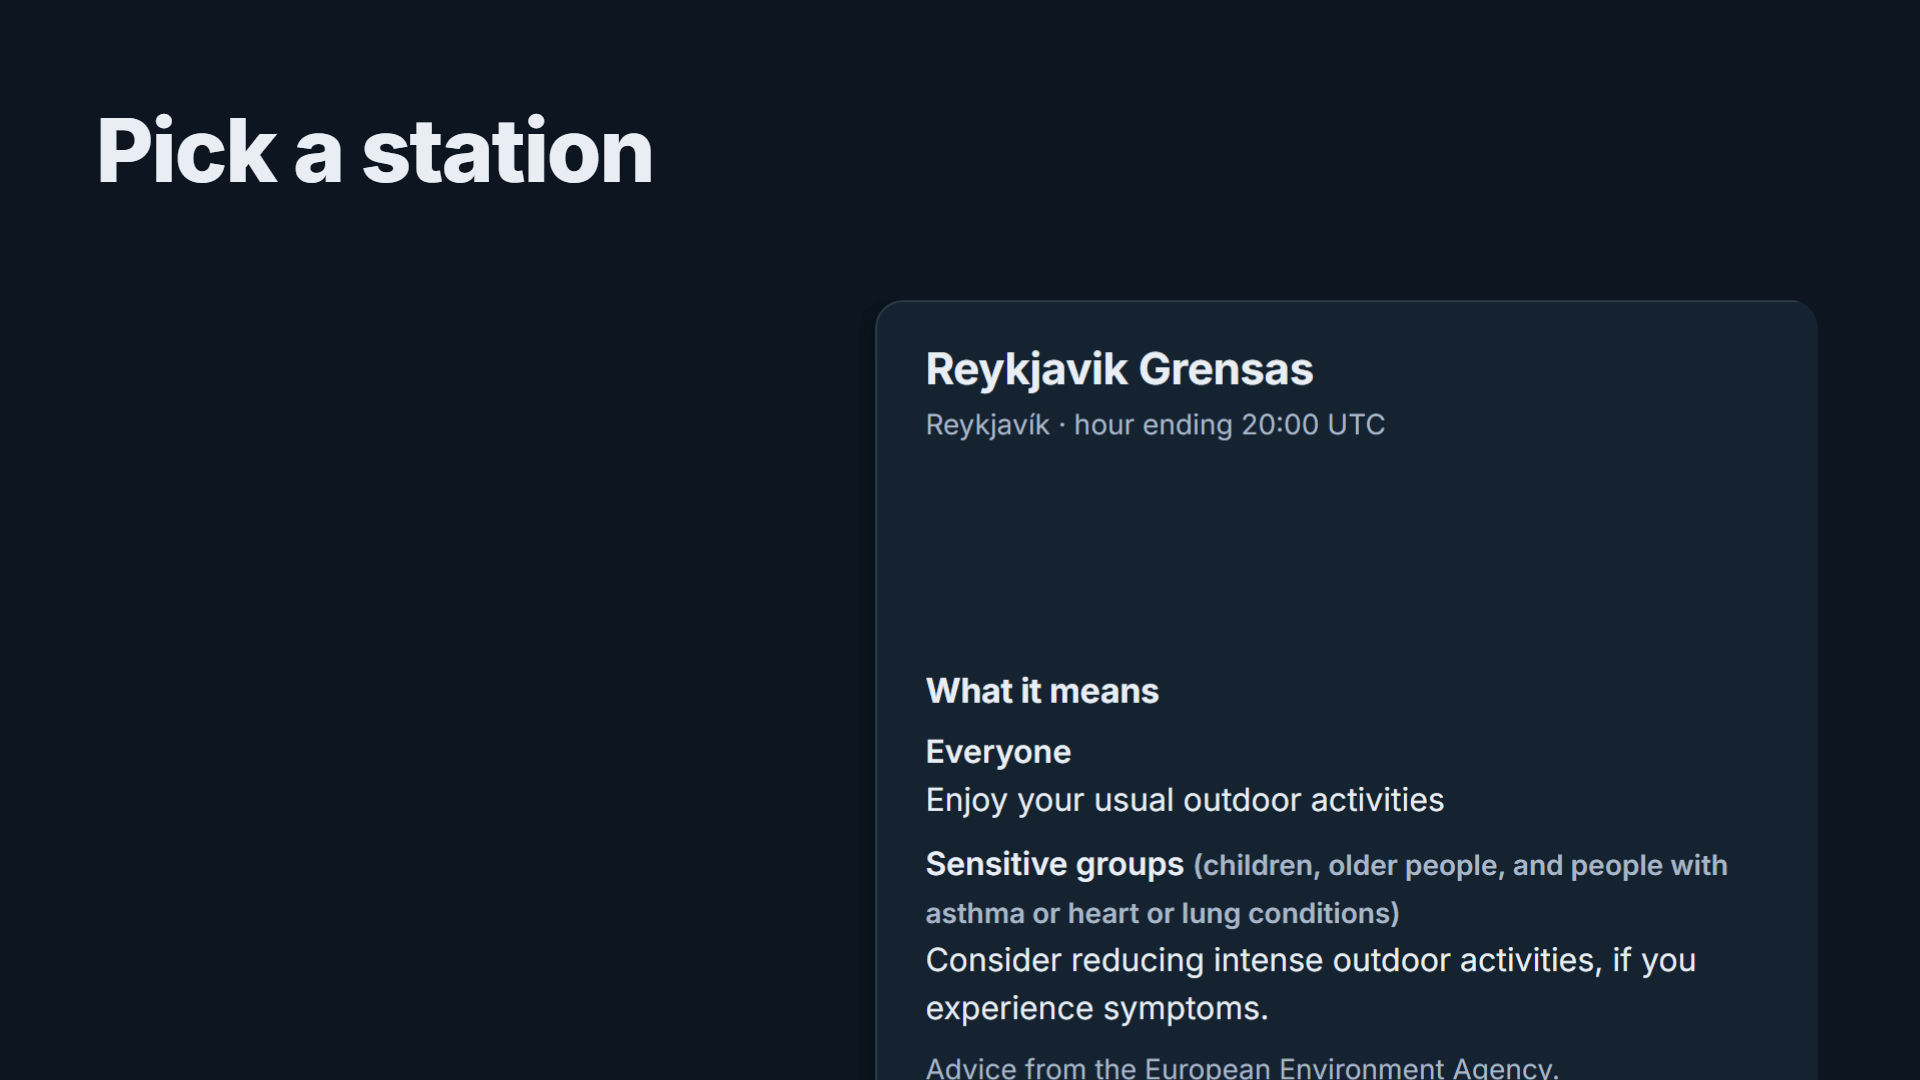 Pick a station
Reykjavik Grensas
Reykjavík · hour ending 20:00 UTC
What it means
Everyone
Enjoy your usual outdoor activities
Sensitive groups (children, older people, and people with
asthma or heart or lung conditions)
Consider reducing intense outdoor activities, if you
experience symptoms.
Advice from the European Environment Agency.